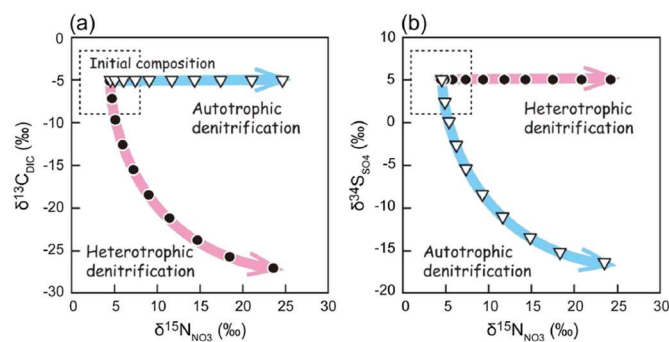 (a)
0
-5
-10
-15
-20
-25
-30
δ13CDIC (‰)
Initial composition
Autotrophic
denitrification
Heterotrophic
denitrification
0 5 10 15 20 25 30
δ15NNO3 (‰)
(b)
10
5
0
-5
-10
-15
-20
δ34SSO4 (‰)
Heterotrophic
denitrification
Autotrophic
denitrification
0 5 10 15 20 25 30
δ15NNO3 (‰)